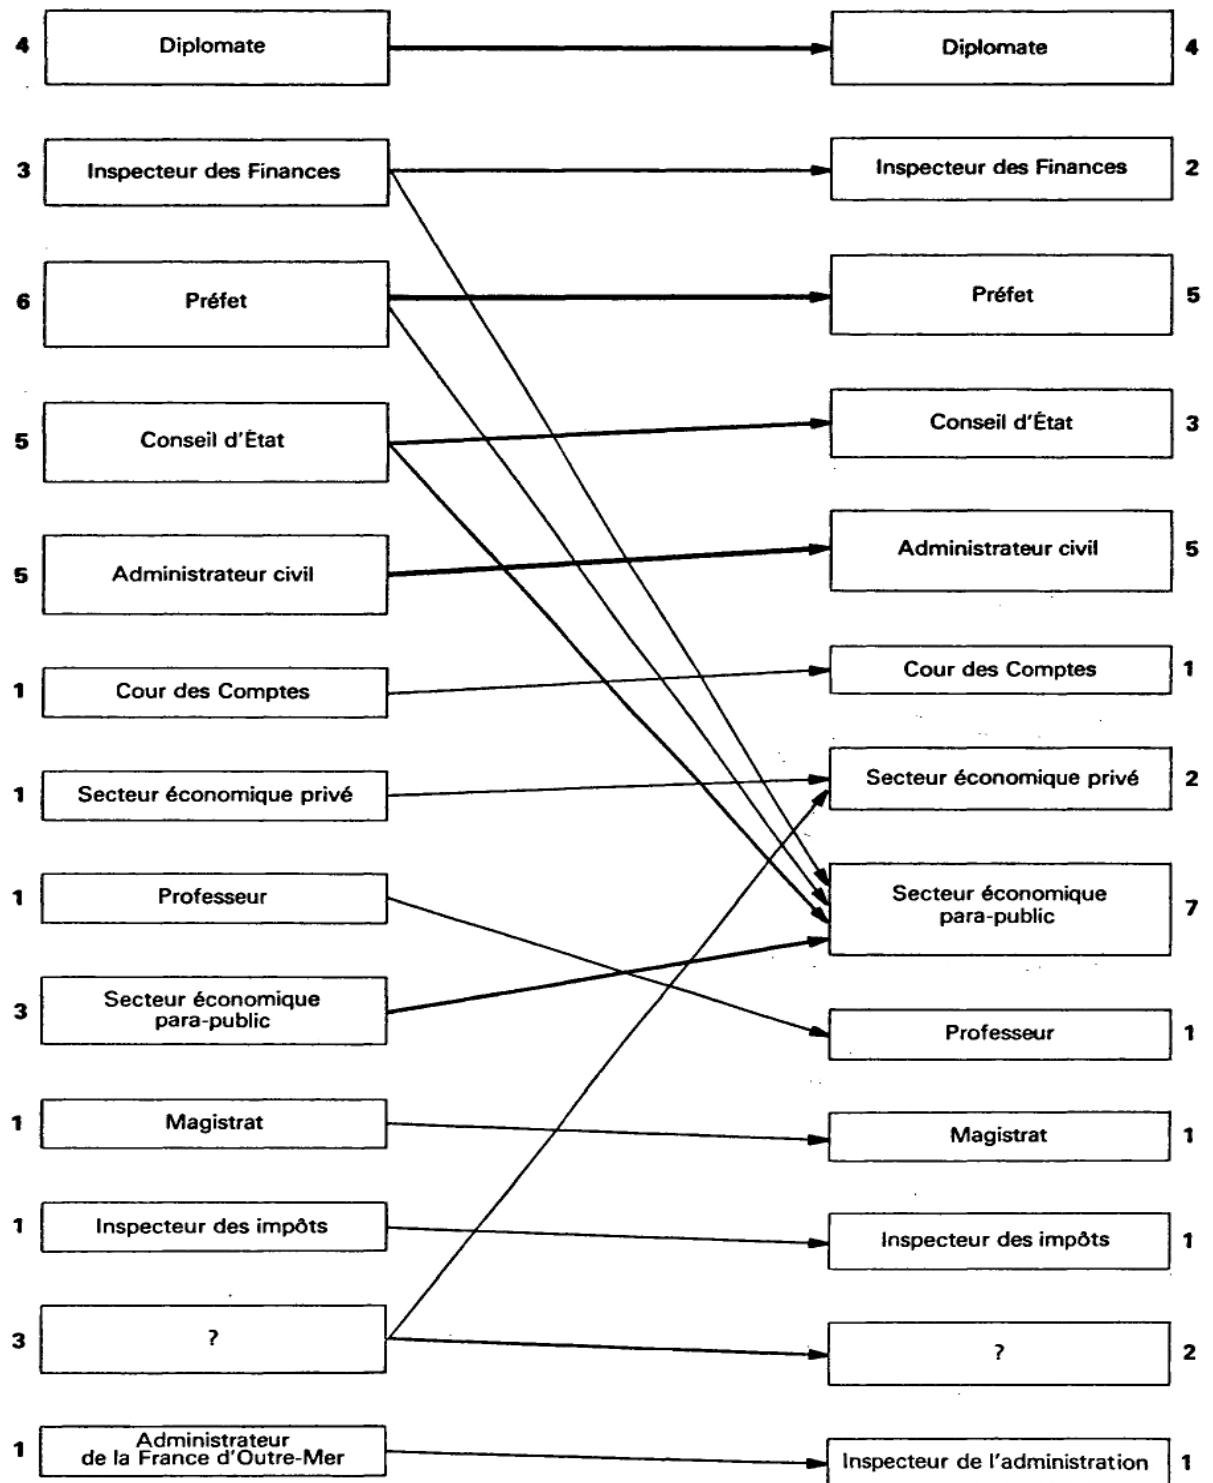 4 Diplomate Diplomate 4
3 Inspecteur des Finances Inspecteur des Finances 2
6 Préfet Préfet 5
5 Conseil d'État Conseil d'État 3
5 Administrateur civil Administrateur civil 5
1 Cour des Comptes Cour des Comptes 1
1 Secteur économique privé Secteur économique privé 2
1 Professeur
Secteur économique
para-public
7
3
Secteur économique
para-public
Professeur 1
1 Magistrat Magistrat 1
1 Inspecteur des impôts Inspecteur des impôts 1
3 ? ? 2
1
Administrateur
de la France d'Outre-Mer
Inspecteur de l'administration 1